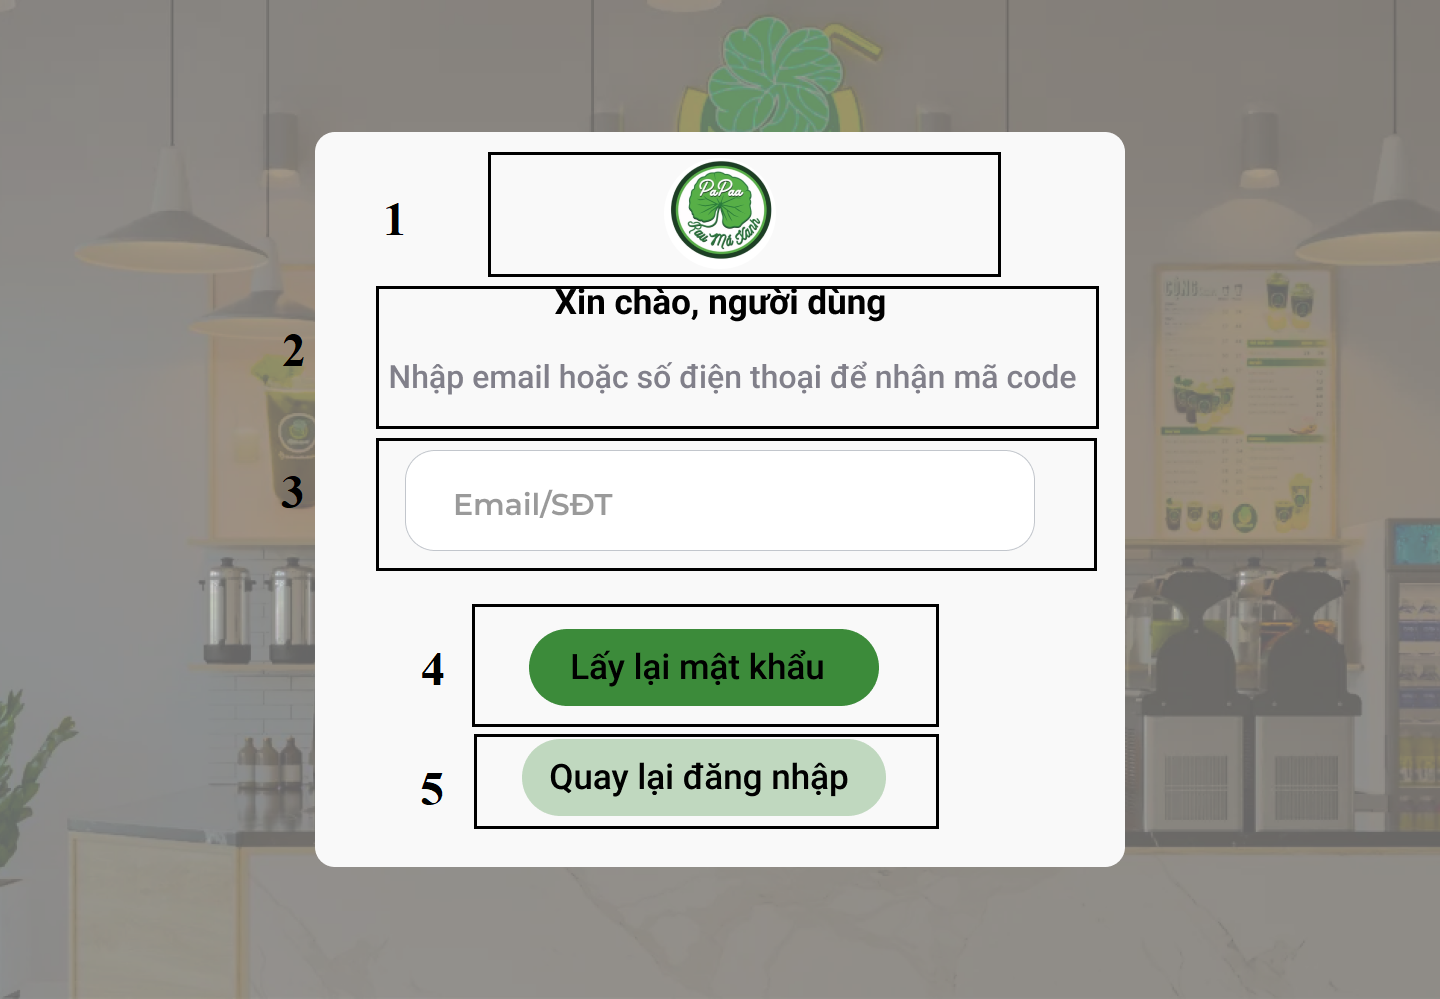 1
PaPaa
Rau Má Xanh
2
Xin chào, người dùng
Nhập email hoặc số điện thoại để nhận mã code
3
Email/SĐT
4
Lấy lại mật khẩu
5
Quay lại đăng nhập